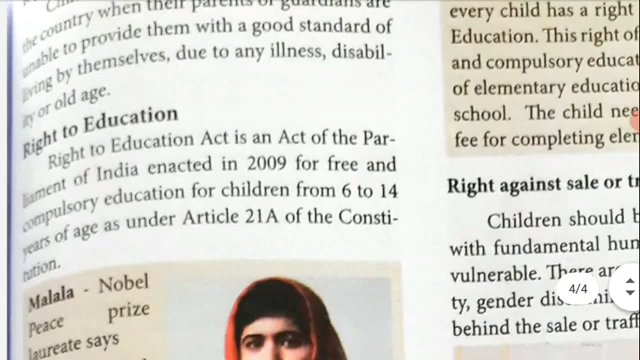 the country when their parents or guardians are
unable to provide them with a good standard of
living by themselves, due to any illness, disabil-
ity or old age.
Right to Education
Right to Education Act is an Act of the Par-
liament of India enacted in 2009 for free and
compulsory education for children from 6 to 14
years of age as under Article 21A of the Consti-
tution.
Malala - Nobel
Peace prize
laureate says
every child has a right
Education. This right of
and compulsory educat
of elementary educatio
school. The child nee
fee for completing elem
Right against sale or tr
Children should b
with fundamental hum
vulnerable. There are
ty, gender
behind the sale or traff
4/4